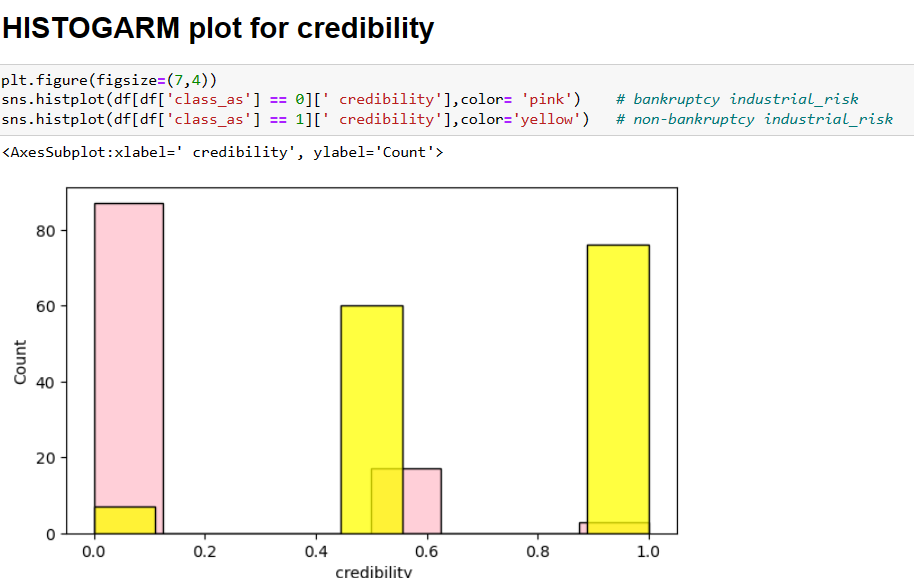 HISTOGARM plot for credibility
plt.figure(figsize=(7,4))
sns.histplot(df[df['class_as'] == 0][' credibility'],color= 'pink')    # bankruptcy industrial_risk
sns.histplot(df[df['class_as'] == 1][' credibility'],color='yellow')   # non-bankruptcy industrial_risk
<AxesSubplot:xlabel=' credibility', ylabel='Count'>
80
60
40
20
0
Count
0.0 0.2 0.4 0.6 0.8 1.0
credibility